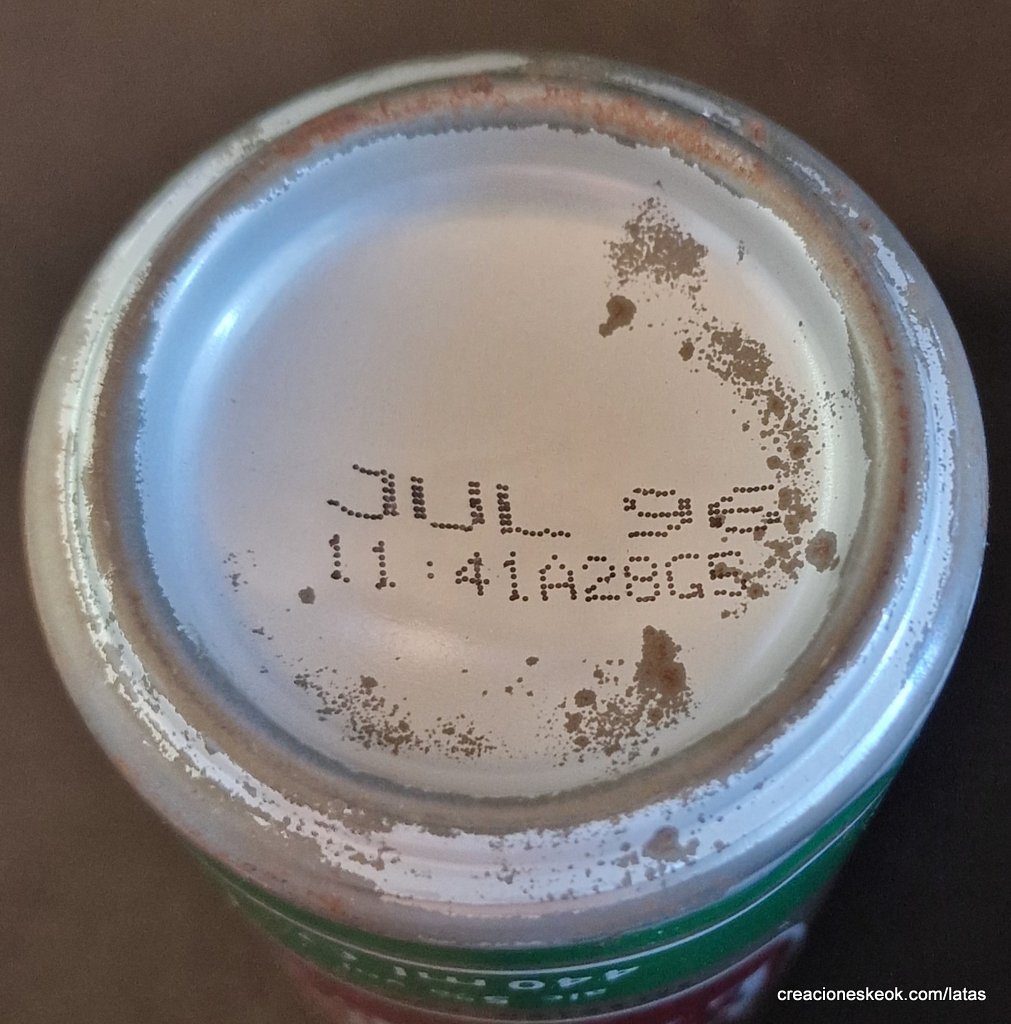 JUL 96
11:41A28G5
440ml
creacioneskeok.com/latas